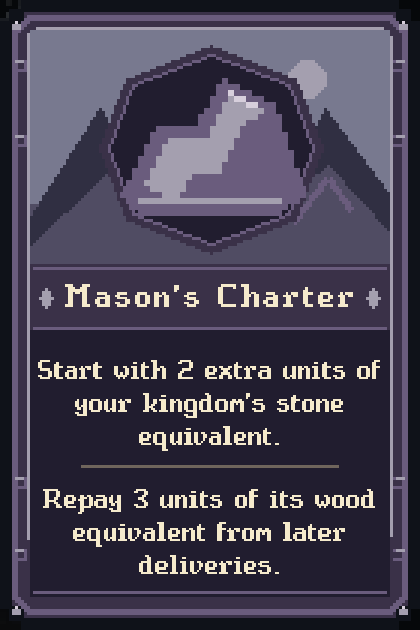 Mason's Charter
Start with 2 extra units of
your kingdom's stone
equivalent.
Repay 3 units of its wood
equivalent from later
deliveries.